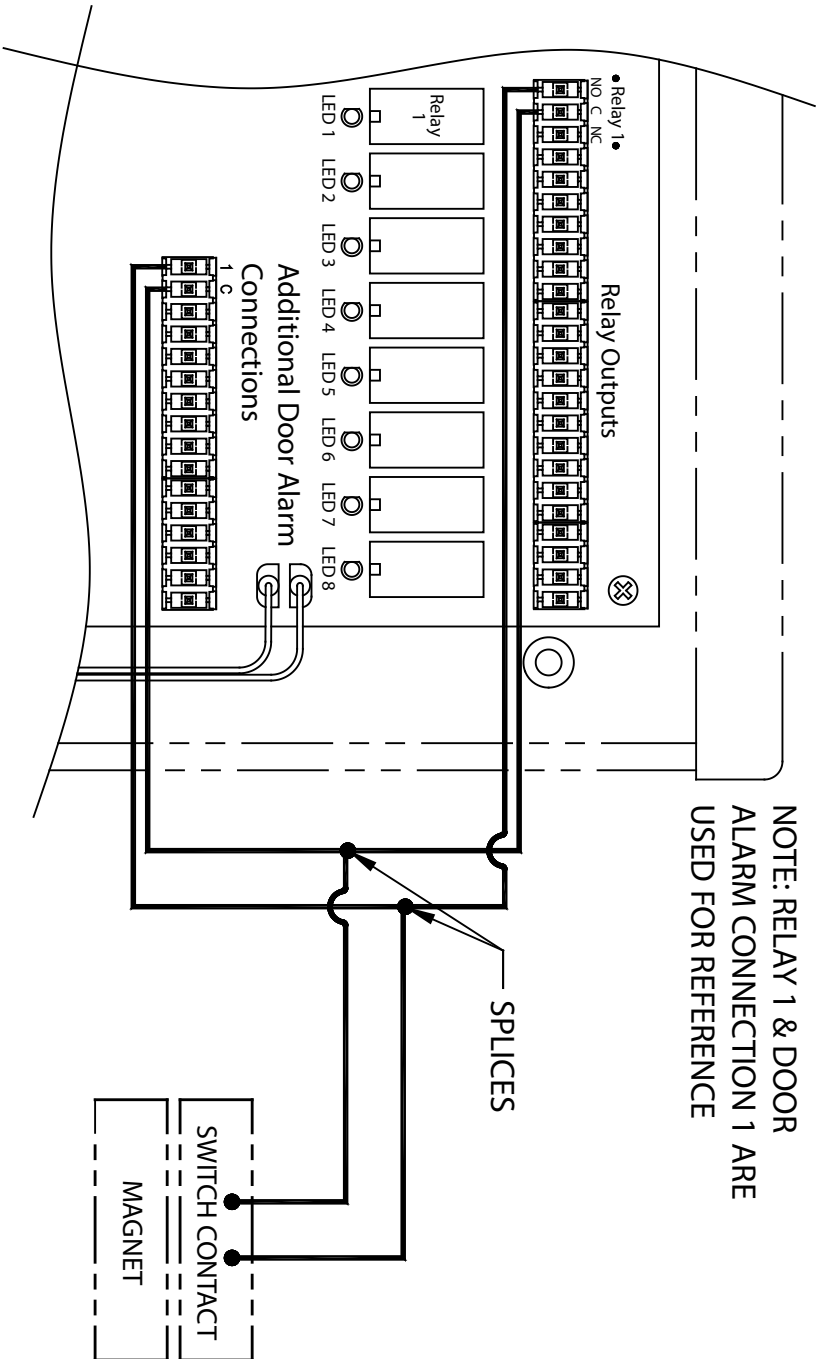 NOTE: RELAY 1 & DOOR
ALARM CONNECTION 1 ARE
USED FOR REFERENCE
• Relay 1 •
NO C NC
Relay Outputs
Relay
1
LED 1
LED 2
LED 3
LED 4
LED 5
LED 6
LED 7
LED 8
Additional Door Alarm
Connections
1 C
SPLICES
SWITCH CONTACT
MAGNET